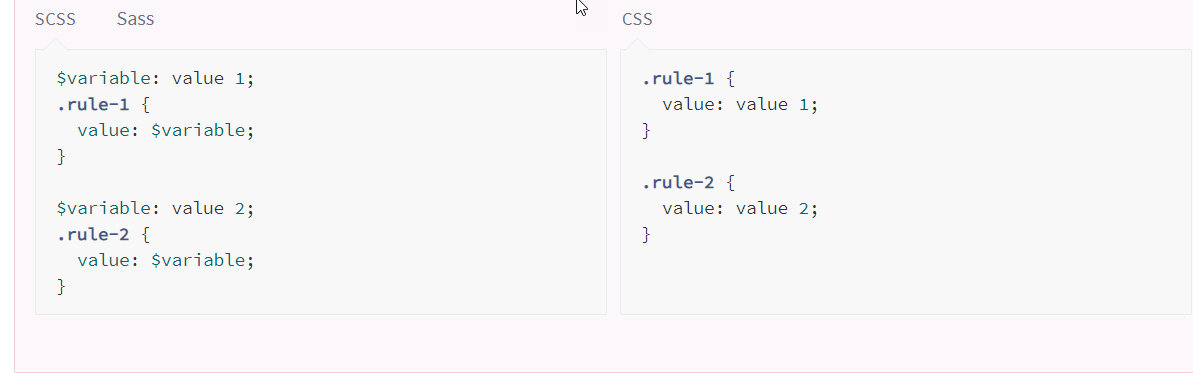 SCSS Sass CSS
$variable: value 1;
.rule-1 {
  value: $variable;
}

$variable: value 2;
.rule-2 {
  value: $variable;
}
.rule-1 {
  value: value 1;
}

.rule-2 {
  value: value 2;
}